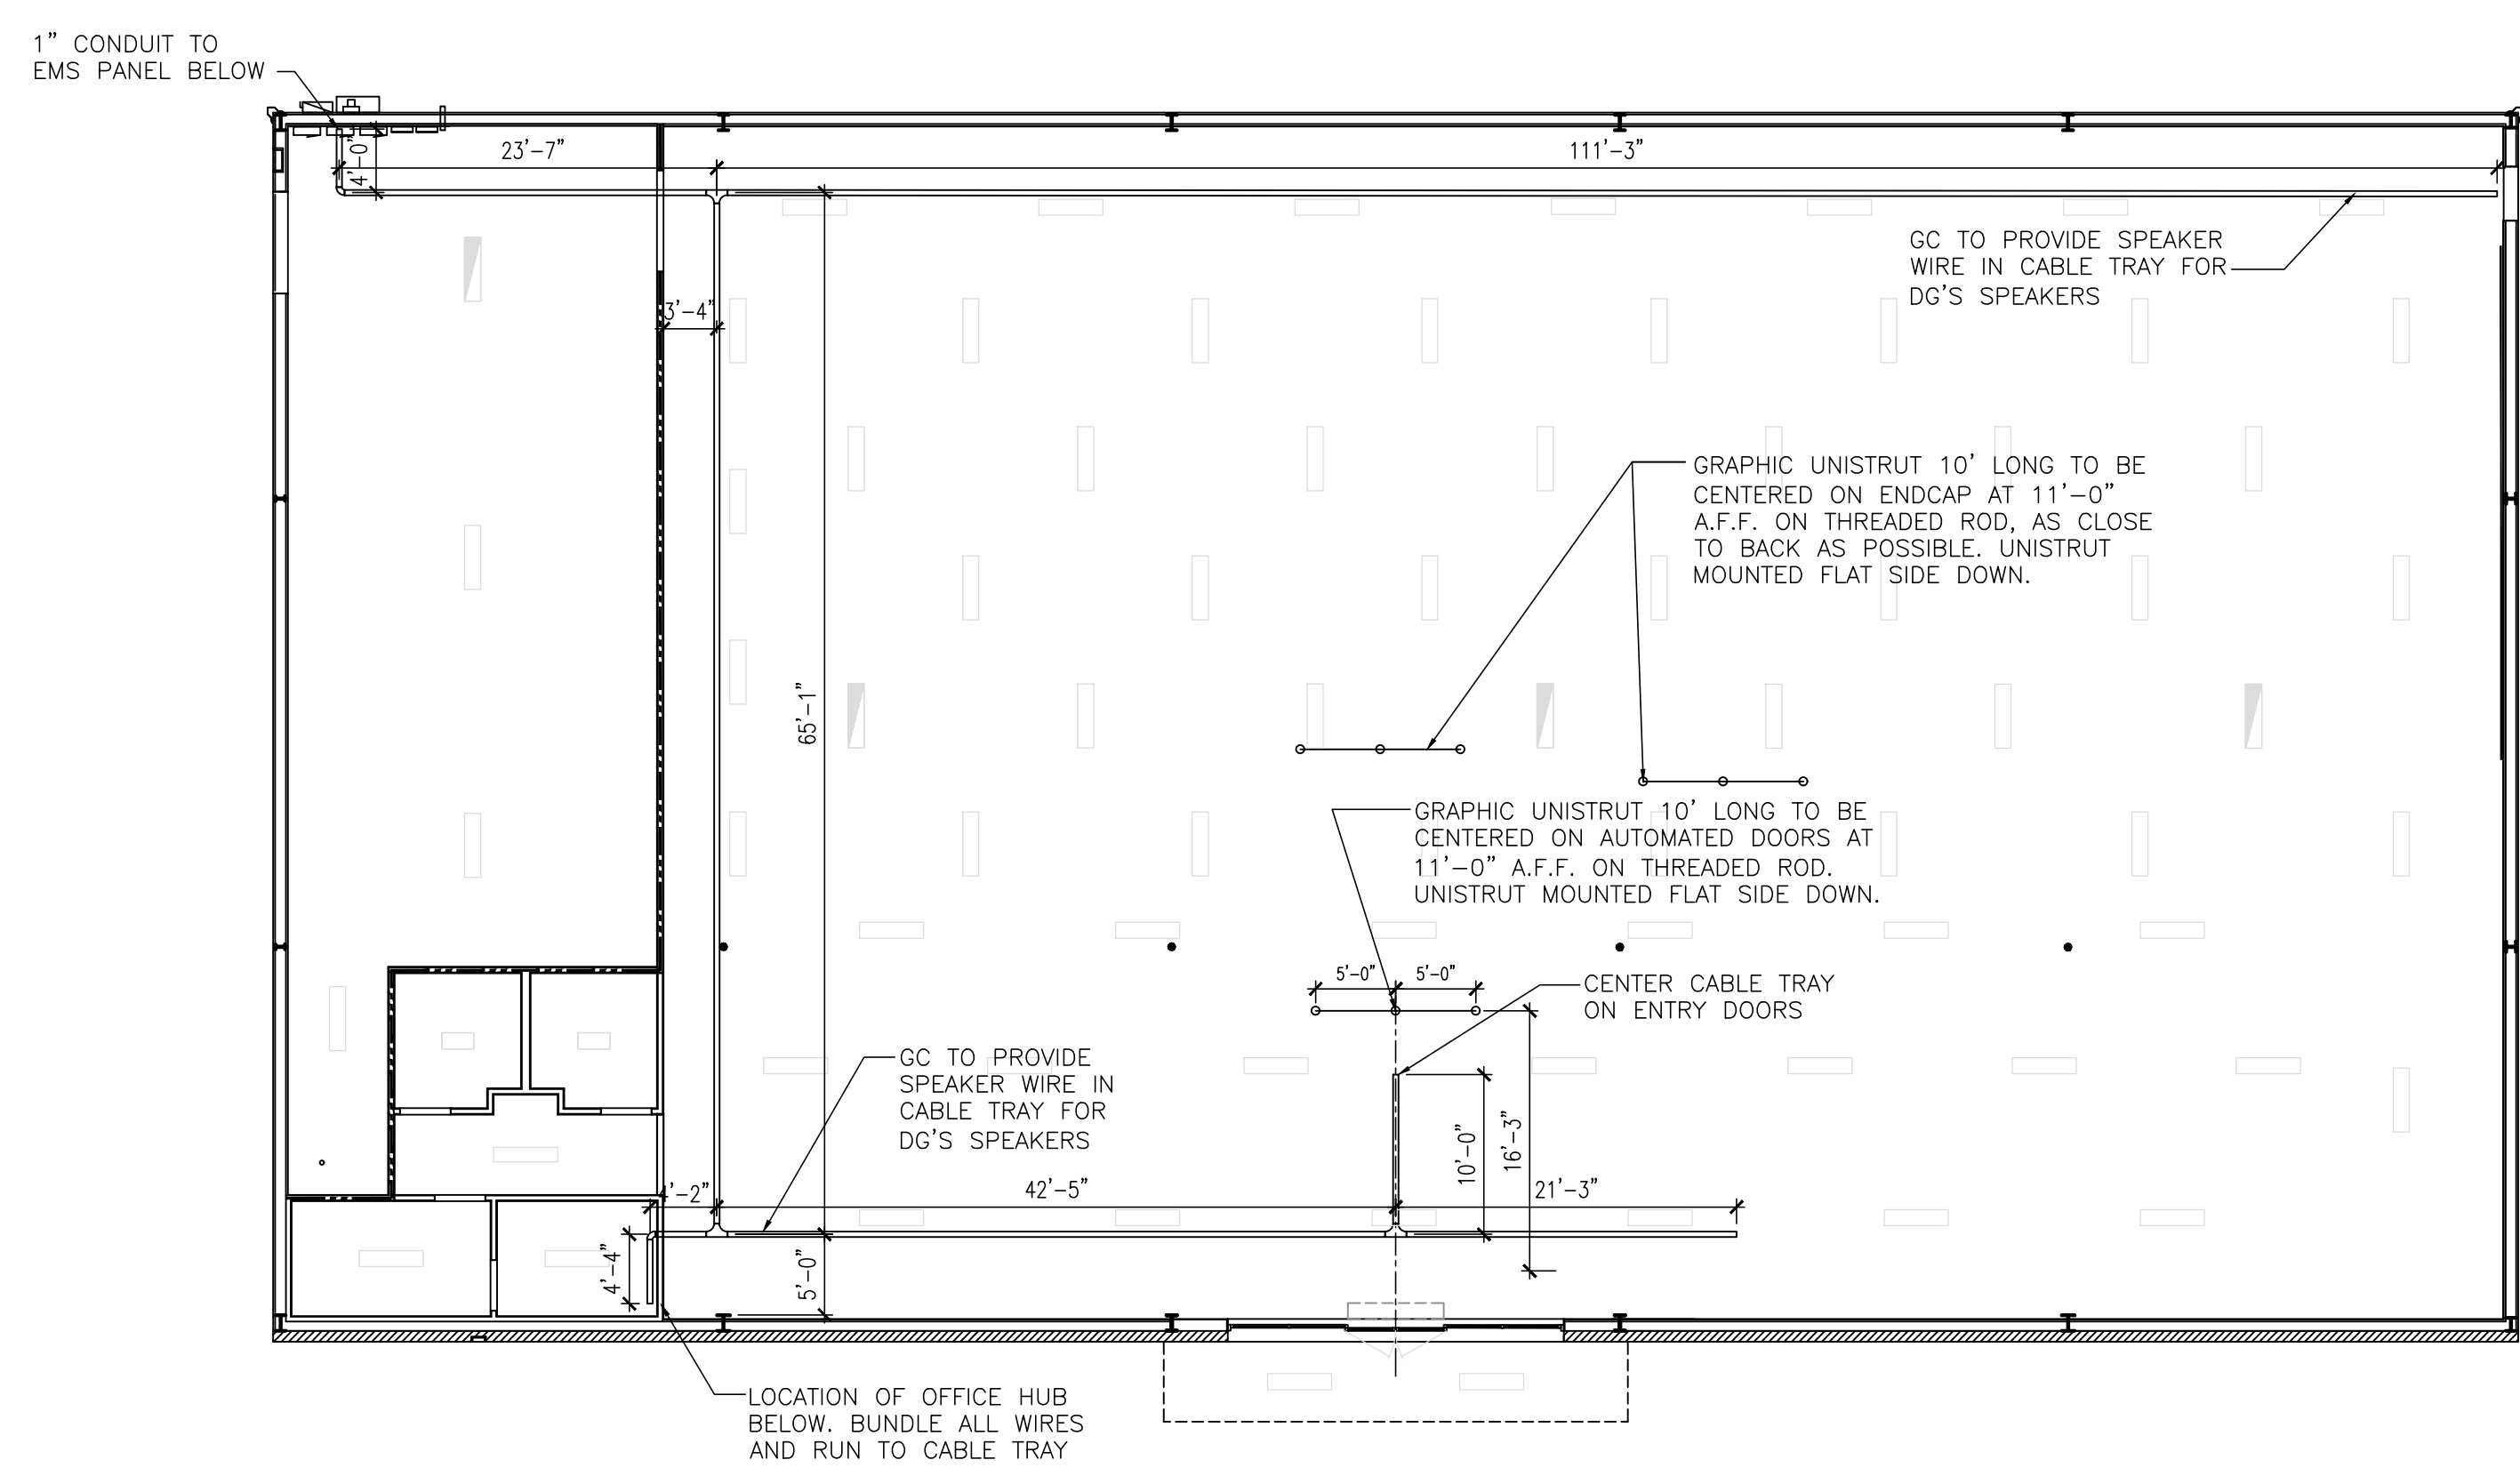 1" CONDUIT TO
EMS PANEL BELOW
23'-7"
4'-0"
111'-3"
GC TO PROVIDE SPEAKER
WIRE IN CABLE TRAY FOR
DG'S SPEAKERS
3'-4"
65'-1"
GRAPHIC UNISTRUT 10' LONG TO BE
CENTERED ON ENDCAP AT 11'-0"
A.F.F. ON THREADED ROD, AS CLOSE
TO BACK AS POSSIBLE. UNISTRUT
MOUNTED FLAT SIDE DOWN.
GRAPHIC UNISTRUT 10' LONG TO BE
CENTERED ON AUTOMATED DOORS AT
11'-0" A.F.F. ON THREADED ROD.
UNISTRUT MOUNTED FLAT SIDE DOWN.
5'-0"
5'-0"
CENTER CABLE TRAY
ON ENTRY DOORS
GC TO PROVIDE
SPEAKER WIRE IN
CABLE TRAY FOR
DG'S SPEAKERS
10'-0"
16'-3"
4'-2"
42'-5"
21'-3"
4'-4"
5'-0"
LOCATION OF OFFICE HUB
BELOW. BUNDLE ALL WIRES
AND RUN TO CABLE TRAY